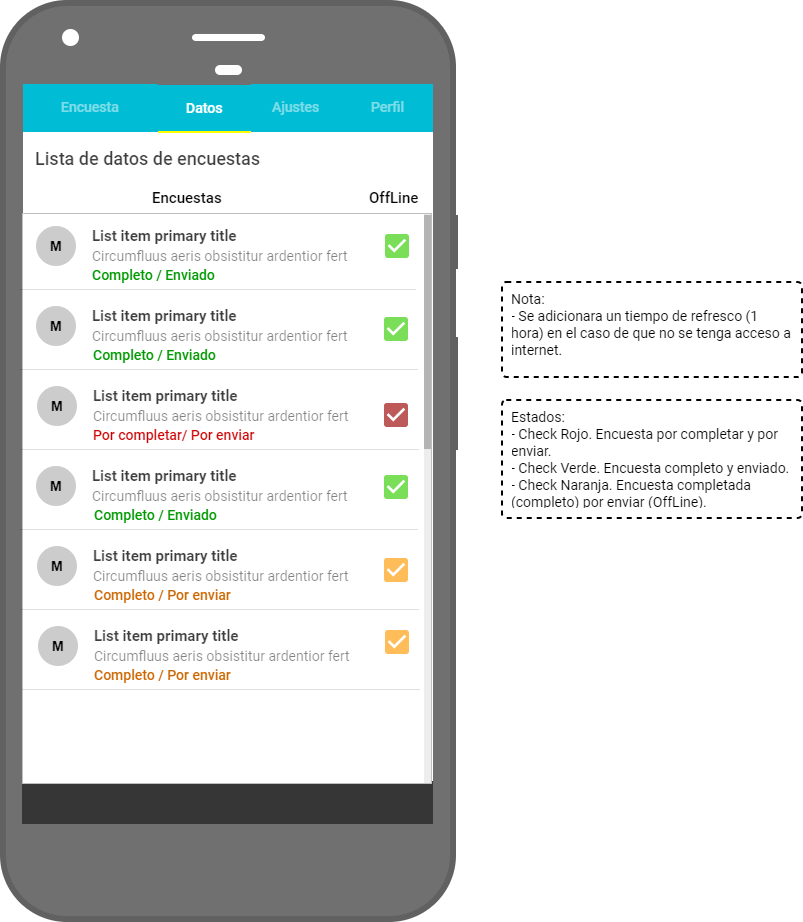 Encuesta Datos Ajustes Perfil
Lista de datos de encuestas
Encuestas OffLine
M
List item primary title
Circumfluus aeris obsistitur ardentior fert
Completo / Enviado
M
List item primary title
Circumfluus aeris obsistitur ardentior fert
Completo / Enviado
M
List item primary title
Circumfluus aeris obsistitur ardentior fert
Por completar/ Por enviar
M
List item primary title
Circumfluus aeris obsistitur ardentior fert
Completo / Enviado
M
List item primary title
Circumfluus aeris obsistitur ardentior fert
Completo / Por enviar
M
List item primary title
Circumfluus aeris obsistitur ardentior fert
Completo / Por enviar
Nota:
- Se adicionara un tiempo de refresco (1
hora) en el caso de que no se tenga acceso a
internet.
Estados:
- Check Rojo. Encuesta por completar y por
enviar.
- Check Verde. Encuesta completo y enviado.
- Check Naranja. Encuesta completada
(completo) por enviar (OffLine).